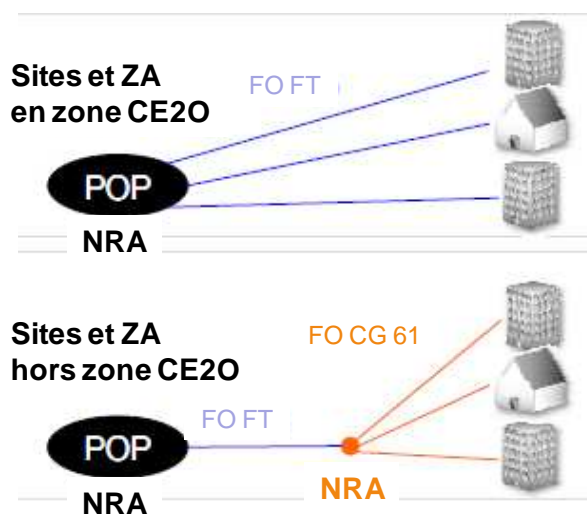 Sites et ZA
en zone CE2O
FO FT
POP
NRA
Sites et ZA
hors zone CE2O
FO CG 61
FO FT
POP
NRA
NRA